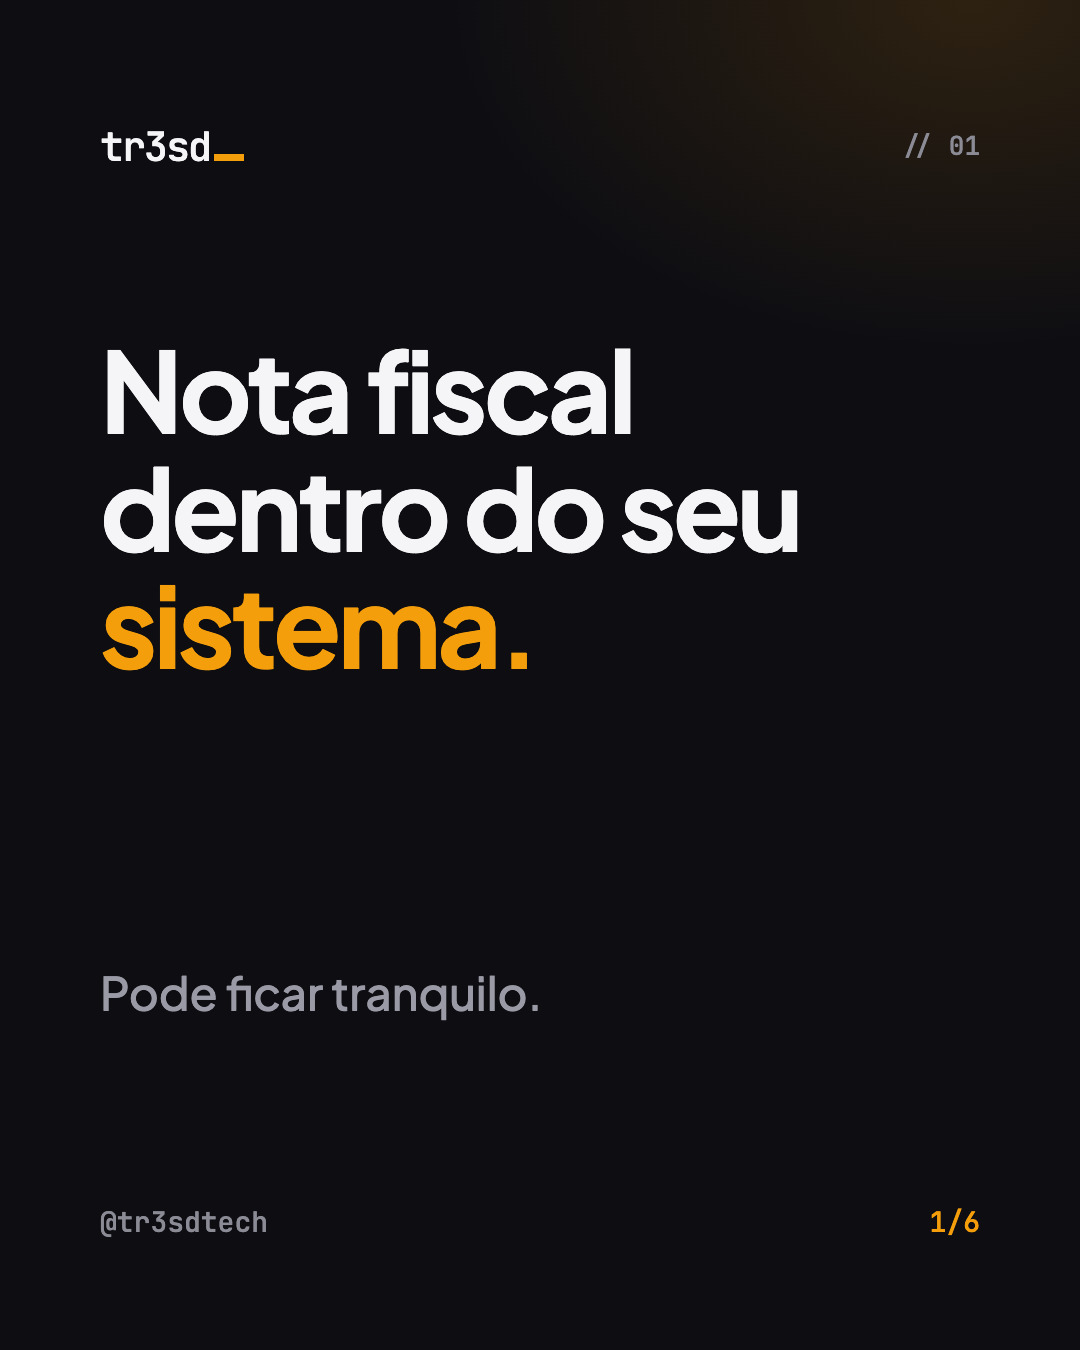 tr3sd_
// 01
Nota fiscal
dentro do seu
sistema.
Pode ficar tranquilo.
@tr3sdtech
1/6